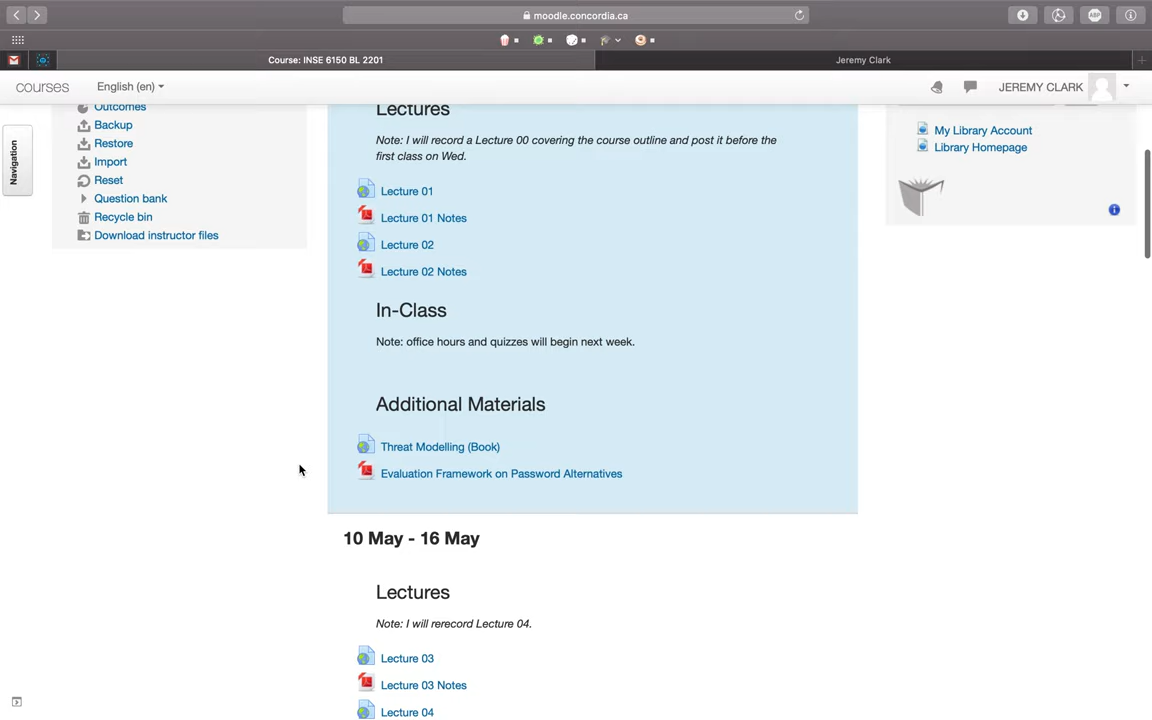 moodle.concordia.ca
ABP
Course: INSE 6150 BL 2201
Jeremy Clark
courses
English (en)
JEREMY CLARK
Navigation
Outcomes
Backup
Restore
Import
Reset
Question bank
Recycle bin
Download instructor files
Lectures
Note: I will record a Lecture 00 covering the course outline and post it before the
first class on Wed.
Lecture 01
Lecture 01 Notes
Lecture 02
Lecture 02 Notes
In-Class
Note: office hours and quizzes will begin next week.
Additional Materials
Threat Modelling (Book)
Evaluation Framework on Password Alternatives
10 May - 16 May
Lectures
Note: I will rerecord Lecture 04.
Lecture 03
Lecture 03 Notes
Lecture 04
My Library Account
Library Homepage